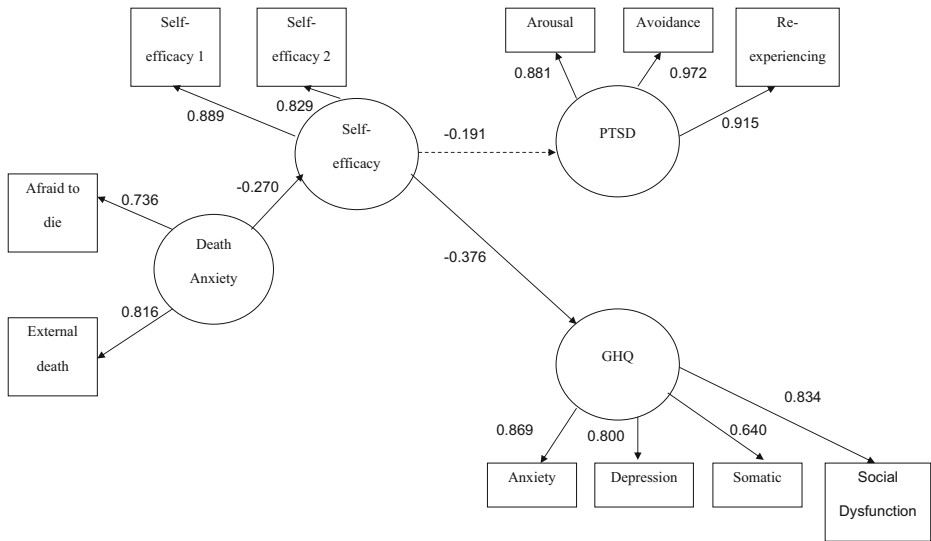 Self-
efficacy 1
Self-
efficacy 2
Arousal
Avoidance
Re-
experiencing
0.881
0.972
0.889
0.829
0.915
Self-
efficacy
-0.191
PTSD
Afraid to
die
0.736
-0.270
Death
Anxiety
-0.376
0.816
External
death
GHQ
0.834
0.869
0.800
0.640
Anxiety
Depression
Somatic
Social
Dysfunction